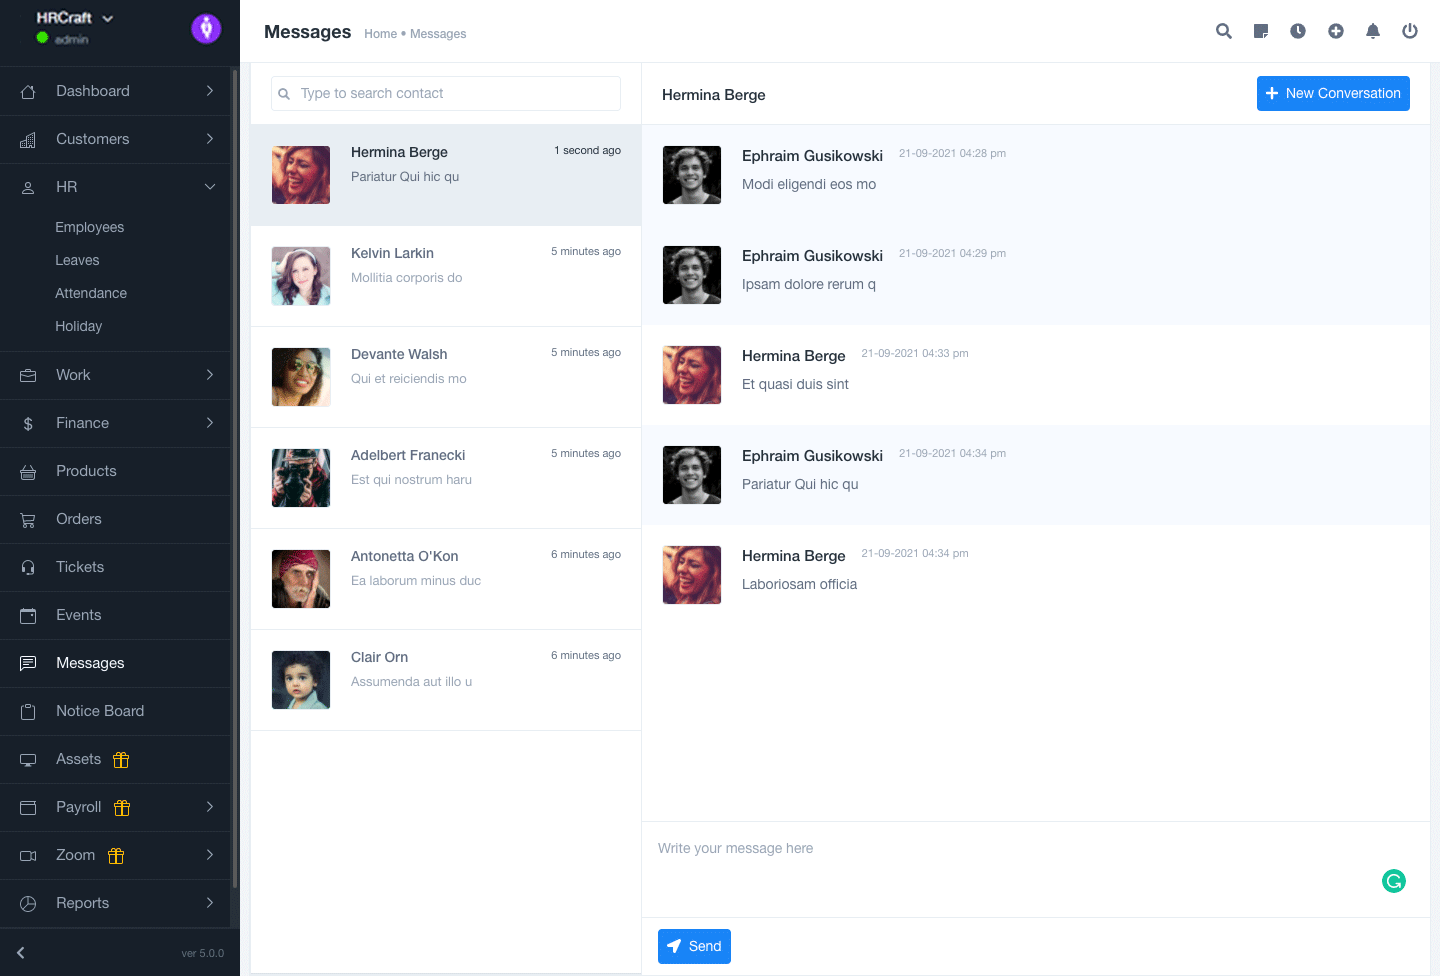 HRCraft
admin
Dashboard
Customers
HR
Employees
Leaves
Attendance
Holiday
Work
Finance
Products
Orders
Tickets
Events
Messages
Notice Board
Assets
Payroll
Zoom
Reports
ver 5.0.0
Messages Home • Messages
Type to search contact
Hermina Berge 1 second ago
Pariatur Qui hic qu
Kelvin Larkin 5 minutes ago
Mollitia corporis do
Devante Walsh 5 minutes ago
Qui et reiciendis mo
Adelbert Franecki 5 minutes ago
Est qui nostrum haru
Antonetta O'Kon 6 minutes ago
Ea laborum minus duc
Clair Orn 6 minutes ago
Assumenda aut illo u
Hermina Berge New Conversation
Ephraim Gusikowski 21-09-2021 04:28 pm
Modi eligendi eos mo
Ephraim Gusikowski 21-09-2021 04:29 pm
Ipsam dolore rerum q
Hermina Berge 21-09-2021 04:33 pm
Et quasi duis sint
Ephraim Gusikowski 21-09-2021 04:34 pm
Pariatur Qui hic qu
Hermina Berge 21-09-2021 04:34 pm
Laboriosam officia
Write your message here
Send